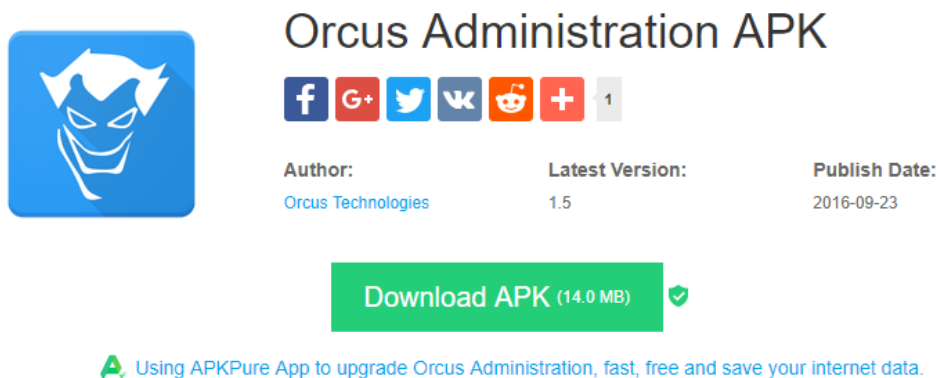 Orcus Administration APK
f G+ 1
Author: Latest Version: Publish Date:
Orcus Technologies 1.5 2016-09-23
Download APK (14.0 MB)
Using APKPure App to upgrade Orcus Administration, fast, free and save your internet data.